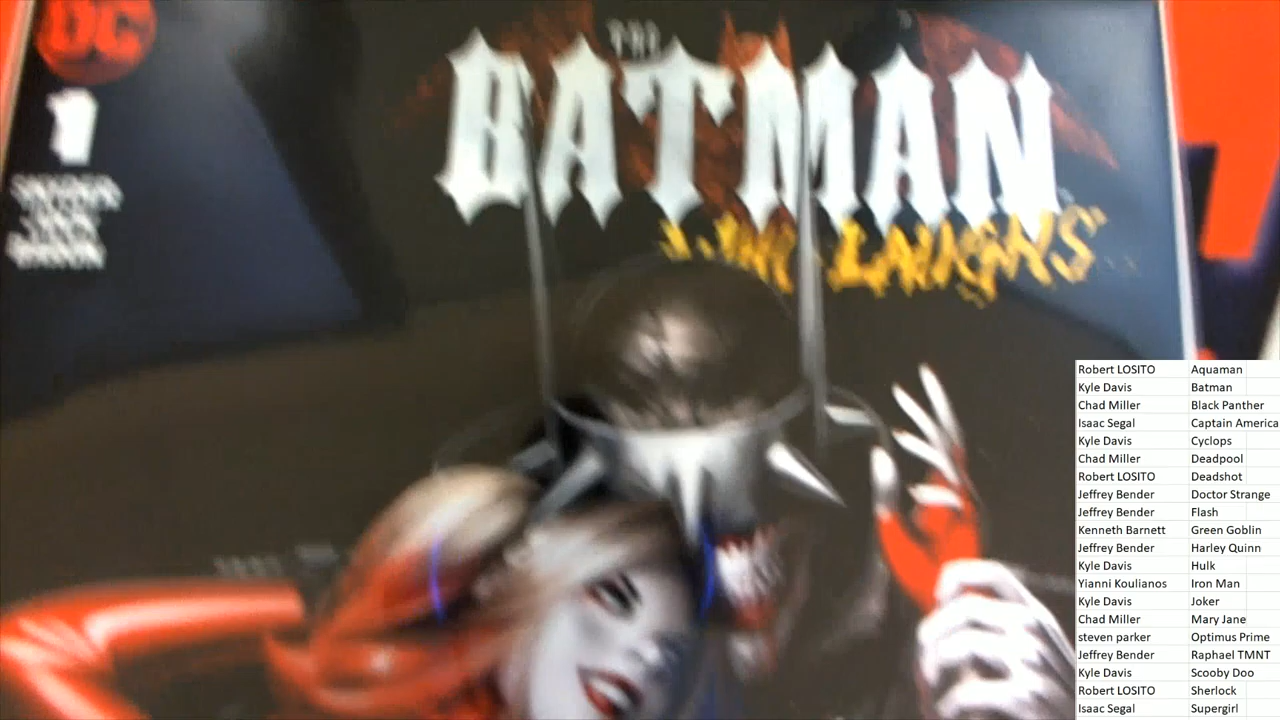 DC
1
THE
BATMAN
WHO LAUGHS
Robert LOSITO Aquaman
Kyle Davis Batman
Chad Miller Black Panther
Isaac Segal Captain America
Kyle Davis Cyclops
Chad Miller Deadpool
Robert LOSITO Deadshot
Jeffrey Bender Doctor Strange
Jeffrey Bender Flash
Kenneth Barnett Green Goblin
Jeffrey Bender Harley Quinn
Kyle Davis Hulk
Yianni Koulianos Iron Man
Kyle Davis Joker
Chad Miller Mary Jane
steven parker Optimus Prime
Jeffrey Bender Raphael TMNT
Kyle Davis Scooby Doo
Robert LOSITO Sherlock
Isaac Segal Supergirl